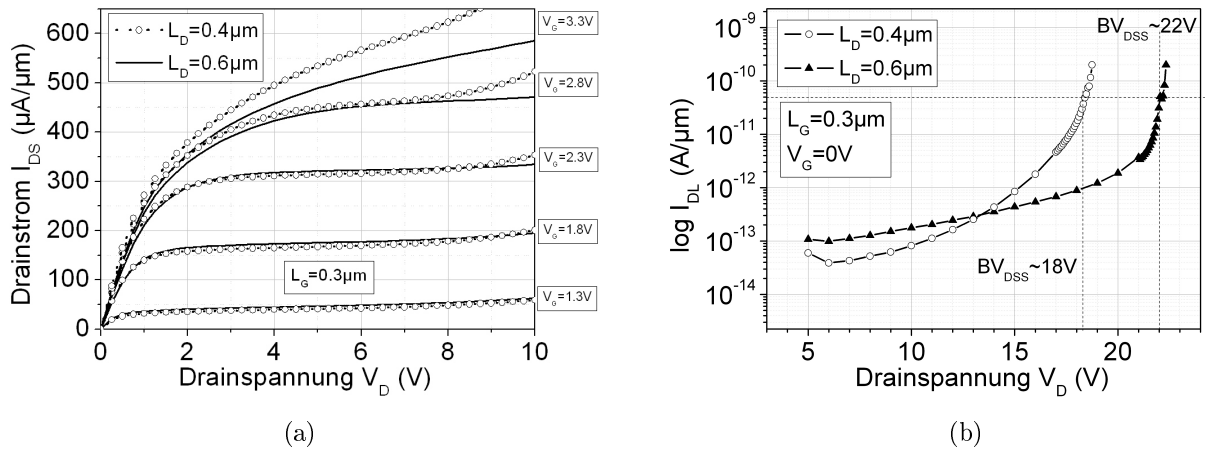 Drainstrom I_DS (µA/µm)
600
500
400
300
200
100
0
L_D=0.4µm
L_D=0.6µm
V_G=3.3V
V_G=2.8V
V_G=2.3V
V_G=1.8V
V_G=1.3V
L_G=0.3µm
0 2 4 6 8 10
Drainspannung V_D (V)
(a)
log I_DL (A/µm)
10^-9
10^-10
10^-11
10^-12
10^-13
10^-14
L_D=0.4µm
L_D=0.6µm
BV_DSS~22V
L_G=0.3µm
V_G=0V
BV_DSS~18V
5 10 15 20
Drainspannung V_D (V)
(b)